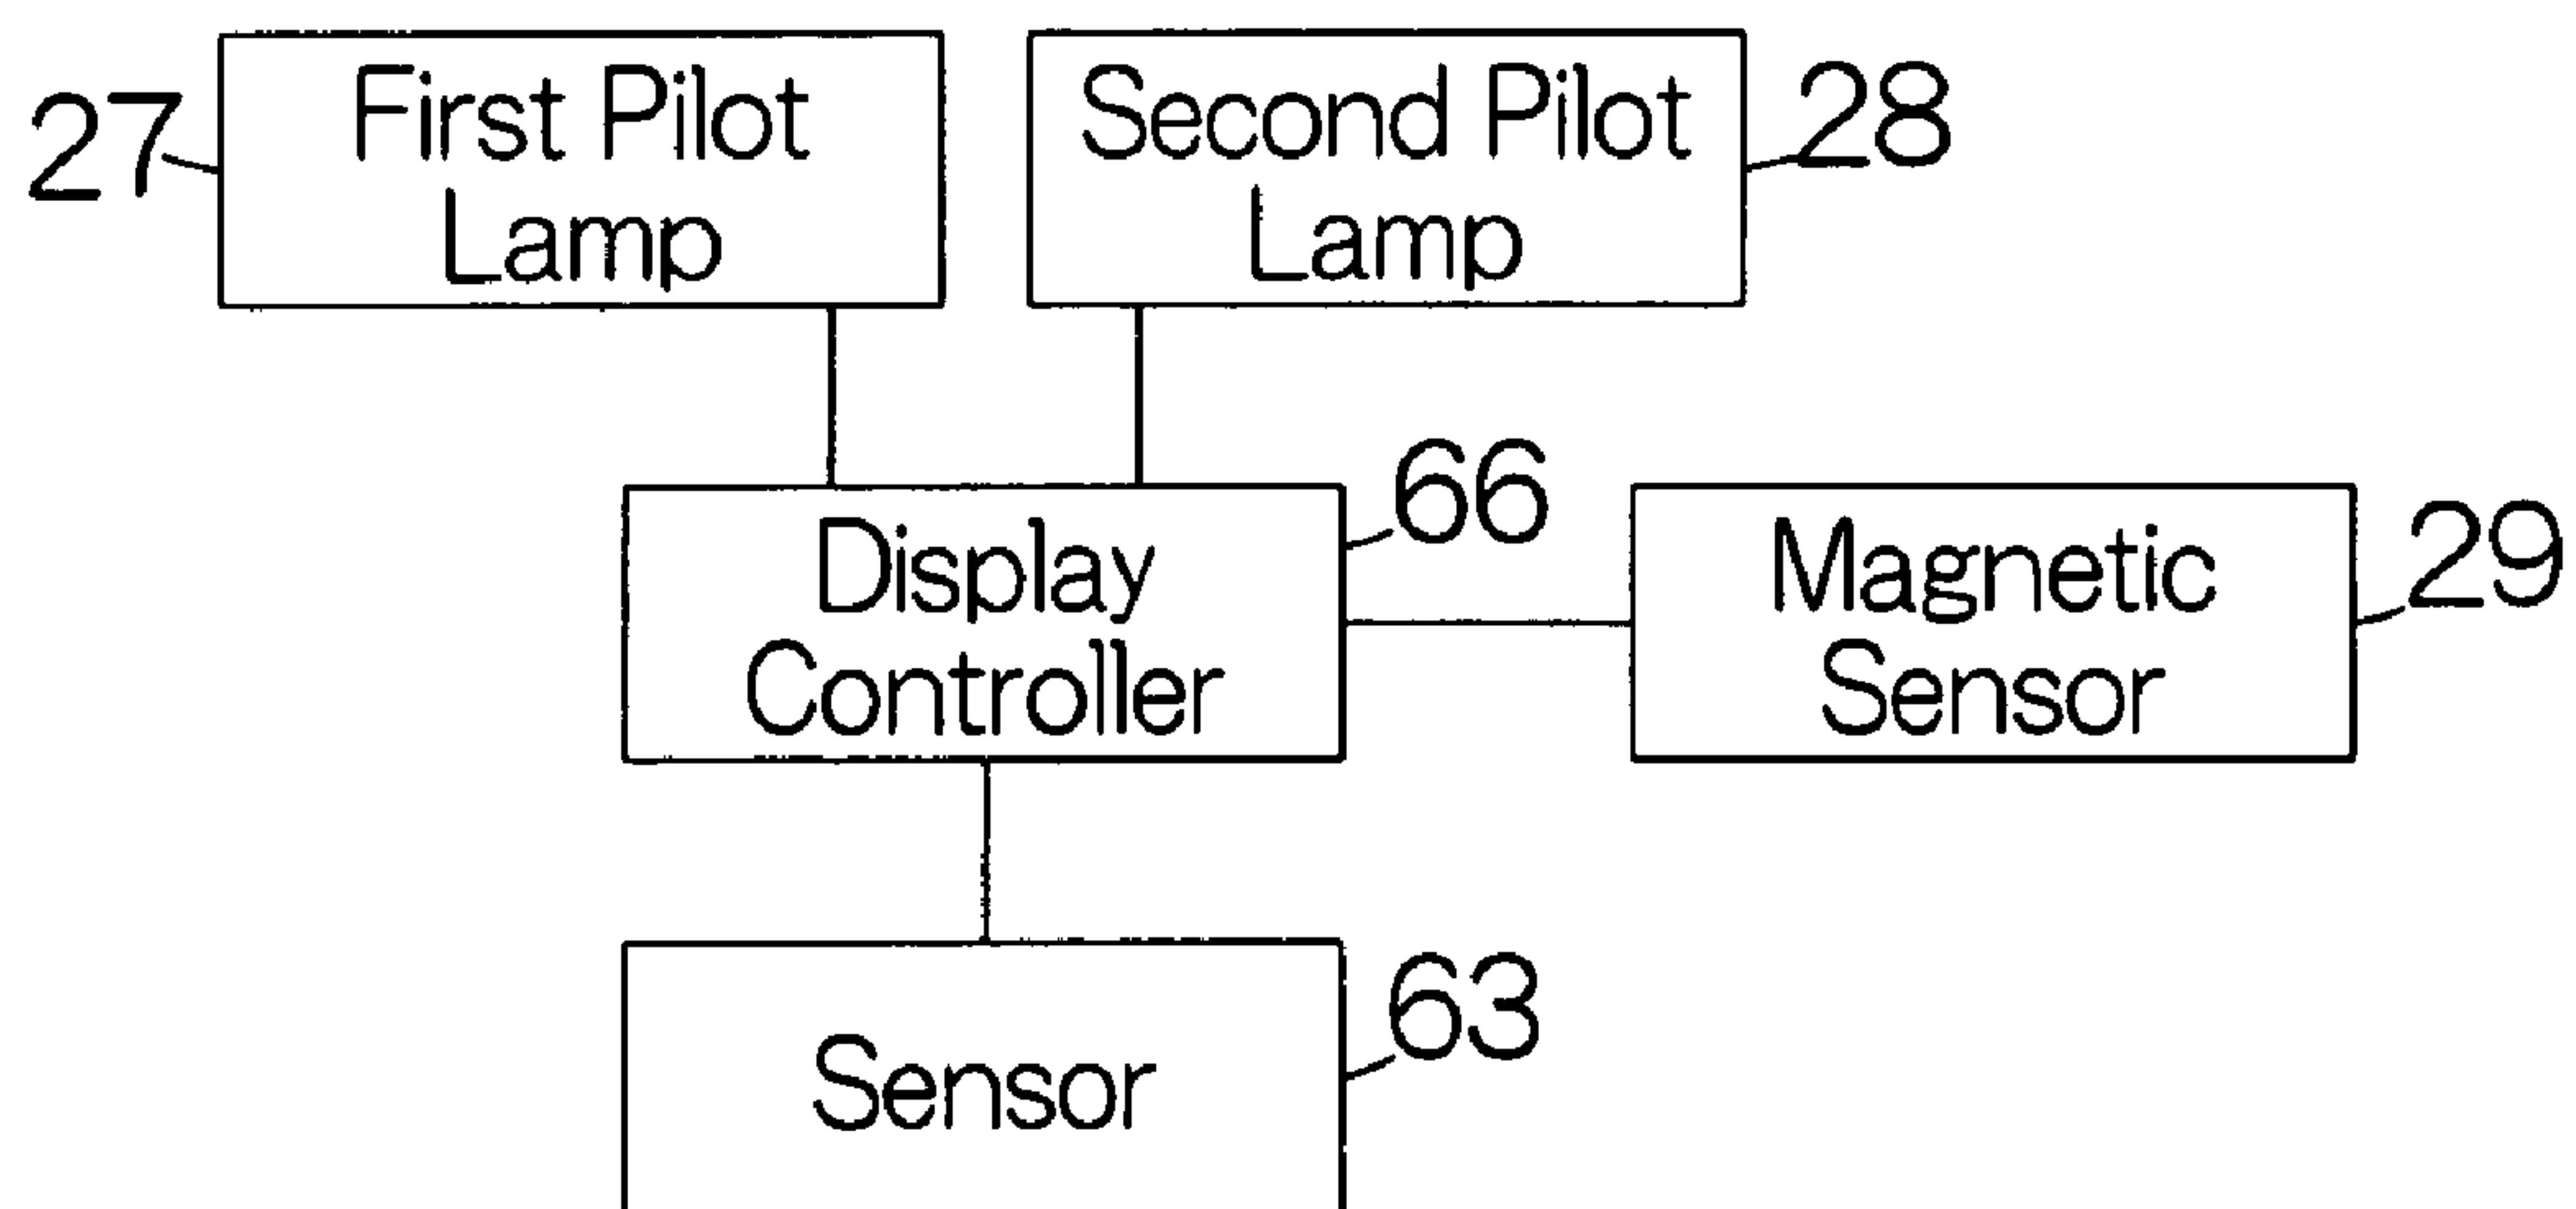 27
First Pilot
Lamp
Second Pilot
Lamp
28
Display
Controller
66
Magnetic
Sensor
29
Sensor
63